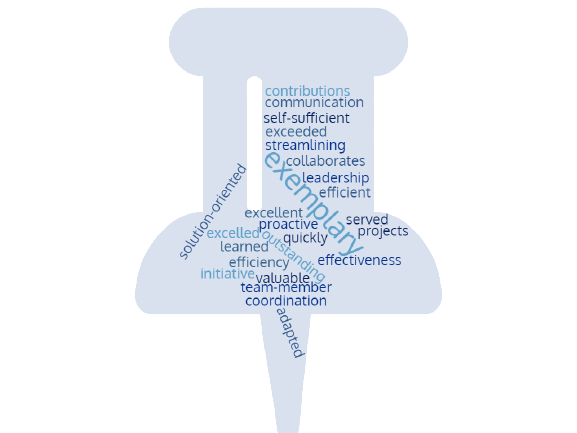 contributions
communication
self-sufficient
exceeded
streamlining
exemplary
collaborates
leadership
efficient
solution-oriented
excellent
served
proactive
projects
excelled
outstanding
quickly
learned
efficiency
effectiveness
initiative
valuable
team-member
coordination
adapted